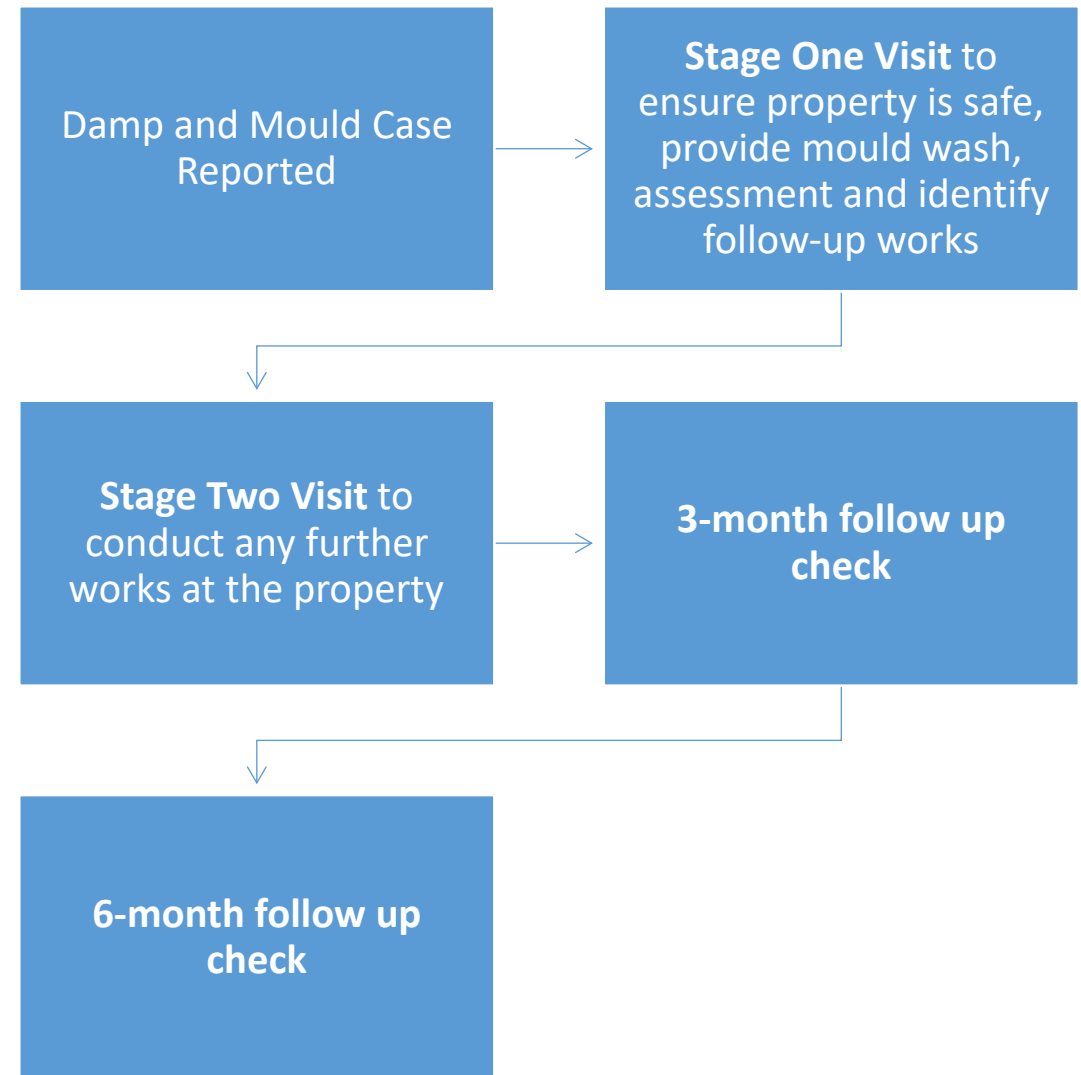 Damp and Mould Case
Reported
Stage One Visit to
ensure property is safe,
provide mould wash,
assessment and identify
follow-up works
Stage Two Visit to
conduct any further
works at the property
3-month follow up
check
6-month follow up
check